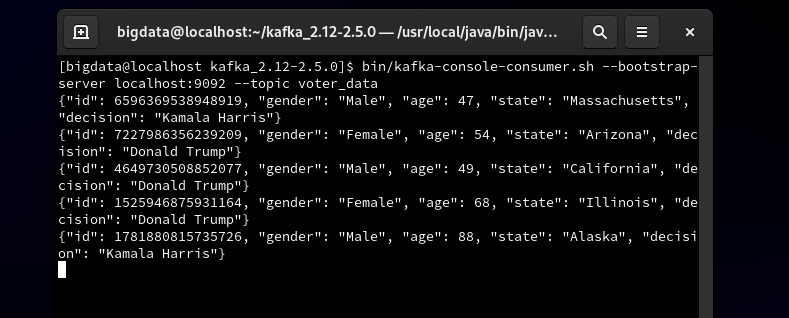 bigdata@localhost:~/kafka_2.12-2.5.0 — /usr/local/java/bin/jav...
[bigdata@localhost kafka_2.12-2.5.0]$ bin/kafka-console-consumer.sh --bootstrap-
server localhost:9092 --topic voter_data
{"id": 6596369538948919, "gender": "Male", "age": 47, "state": "Massachusetts",
"decision": "Kamala Harris"}
{"id": 7227986356239209, "gender": "Female", "age": 54, "state": "Arizona", "dec
ision": "Donald Trump"}
{"id": 4649730508852077, "gender": "Male", "age": 49, "state": "California", "de
cision": "Donald Trump"}
{"id": 1525946875931164, "gender": "Female", "age": 68, "state": "Illinois", "de
cision": "Donald Trump"}
{"id": 1781880815735726, "gender": "Male", "age": 88, "state": "Alaska", "decisi
on": "Kamala Harris"}